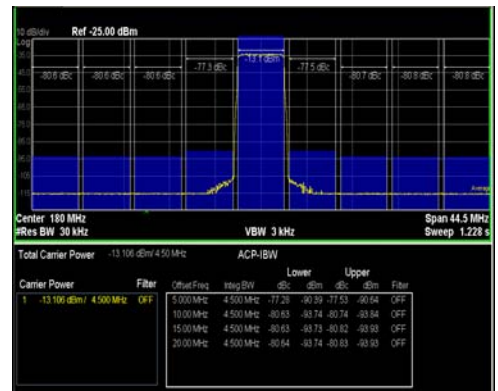 10 dB/div Ref -25.00 dBm
Log
-35.0
-45.0
-80.6 dBc -80.6 dBc -80.6 dBc -77.3 dBc -13.1 dBm -77.5 dBc -80.7 dBc -80.8 dBc -80.8 dBc
-115
Average
Center 180 MHz Span 44.5 MHz
#Res BW 30 kHz VBW 3 kHz Sweep 1.228 s
Total Carrier Power -13.106 dBm/ 4.50 MHz ACP-IBW
Lower Upper
Carrier Power Filter Offset Freq Integ BW dBc dBm dBc dBm Filter
1 -13.106 dBm / 4.500 MHz OFF 5.000 MHz 4.500 MHz -77.28 -90.39 -77.53 -90.64 OFF
10.00 MHz 4.500 MHz -80.63 -93.74 -80.74 -93.84 OFF
15.00 MHz 4.500 MHz -80.63 -93.73 -80.82 -93.93 OFF
20.00 MHz 4.500 MHz -80.64 -93.74 -80.83 -93.93 OFF